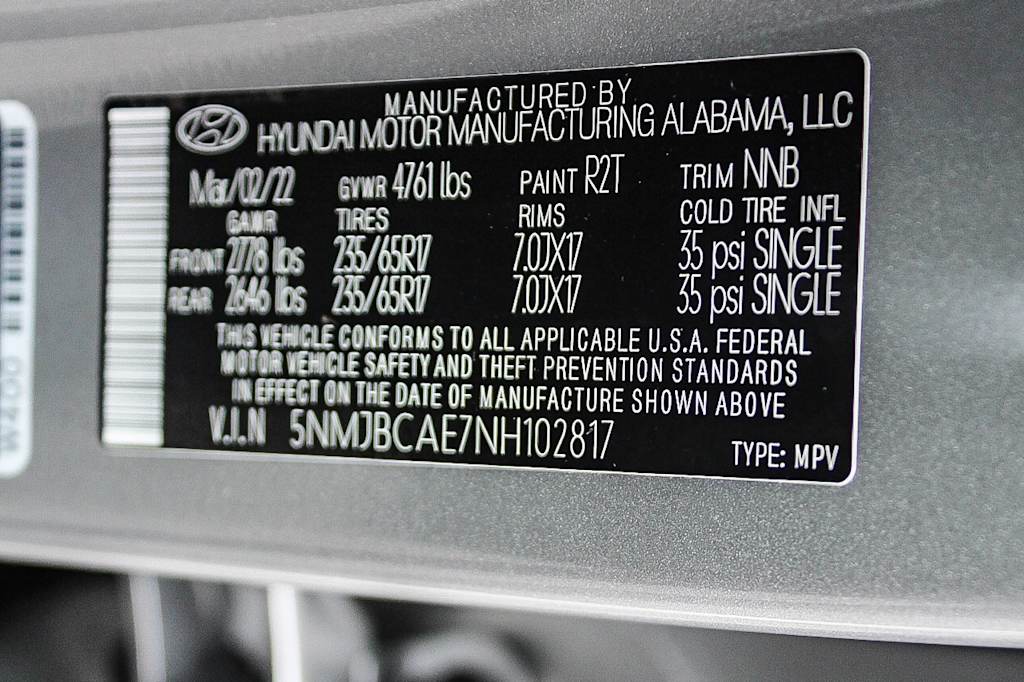 MANUFACTURED BY
HYUNDAI MOTOR MANUFACTURING ALABAMA, LLC
Mar/02/22 GVWR 4761 lbs PAINT R2T TRIM NNB
GAWR TIRES RIMS COLD TIRE INFL
FRONT 2778 lbs 235/65R17 7.0JX17 35 psi SINGLE
REAR 2646 lbs 235/65R17 7.0JX17 35 psi SINGLE
THIS VEHICLE CONFORMS TO ALL APPLICABLE U.S.A. FEDERAL
MOTOR VEHICLE SAFETY AND THEFT PREVENTION STANDARDS
IN EFFECT ON THE DATE OF MANUFACTURE SHOWN ABOVE
V.I.N 5NMJBCAE7NH102817 TYPE: MPV
W400